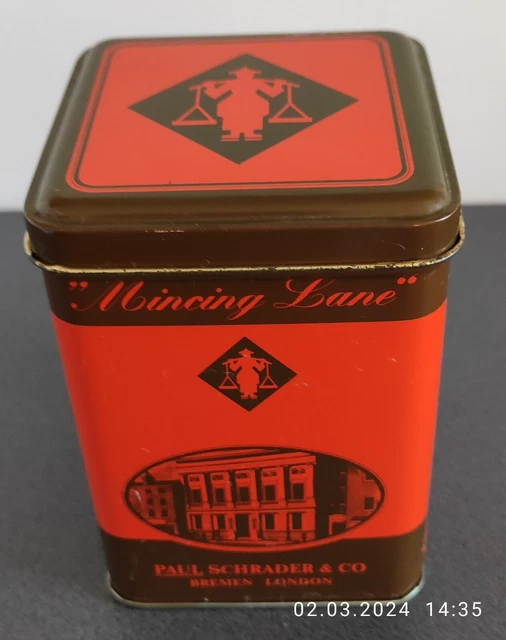 ”Mincing Lane“
PAUL SCHRADER & CO
BREMEN LONDON
02.03.2024 14:35